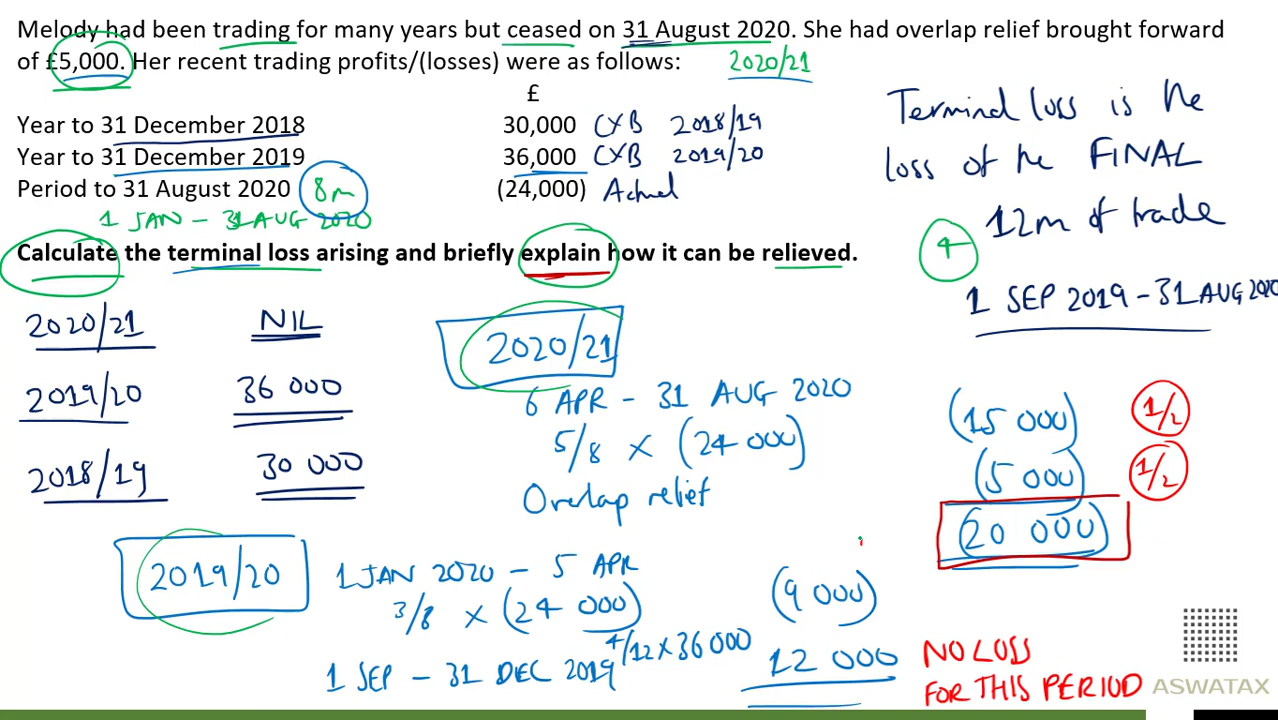 Melody had been trading for many years but ceased on 31 August 2020. She had overlap relief brought forward
of £5,000. Her recent trading profits/(losses) were as follows: 2020/21
£
Year to 31 December 2018 30,000 CYB 2018/19
Year to 31 December 2019 36,000 CYB 2019/20
Period to 31 August 2020 8m (24,000) Actual
1 JAN – 31 AUG 2020
Calculate the terminal loss arising and briefly explain how it can be relieved.
Terminal loss is the
loss of the FINAL
12m of trade
4
1 SEP 2019 – 31 AUG 2020
2020/21 NIL
2019/20 36 000
2018/19 30 000
2020/21
6 APR – 31 AUG 2020
5/8 × (24 000) (15 000) 1/2
Overlap relief (5 000) 1/2
(20 000)
2019/20
1 JAN 2020 – 5 APR
3/8 × (24 000) (9 000)
4/12 × 36 000
1 SEP – 31 DEC 2019 12 000
NO LOSS
FOR THIS PERIOD
ASWATAX